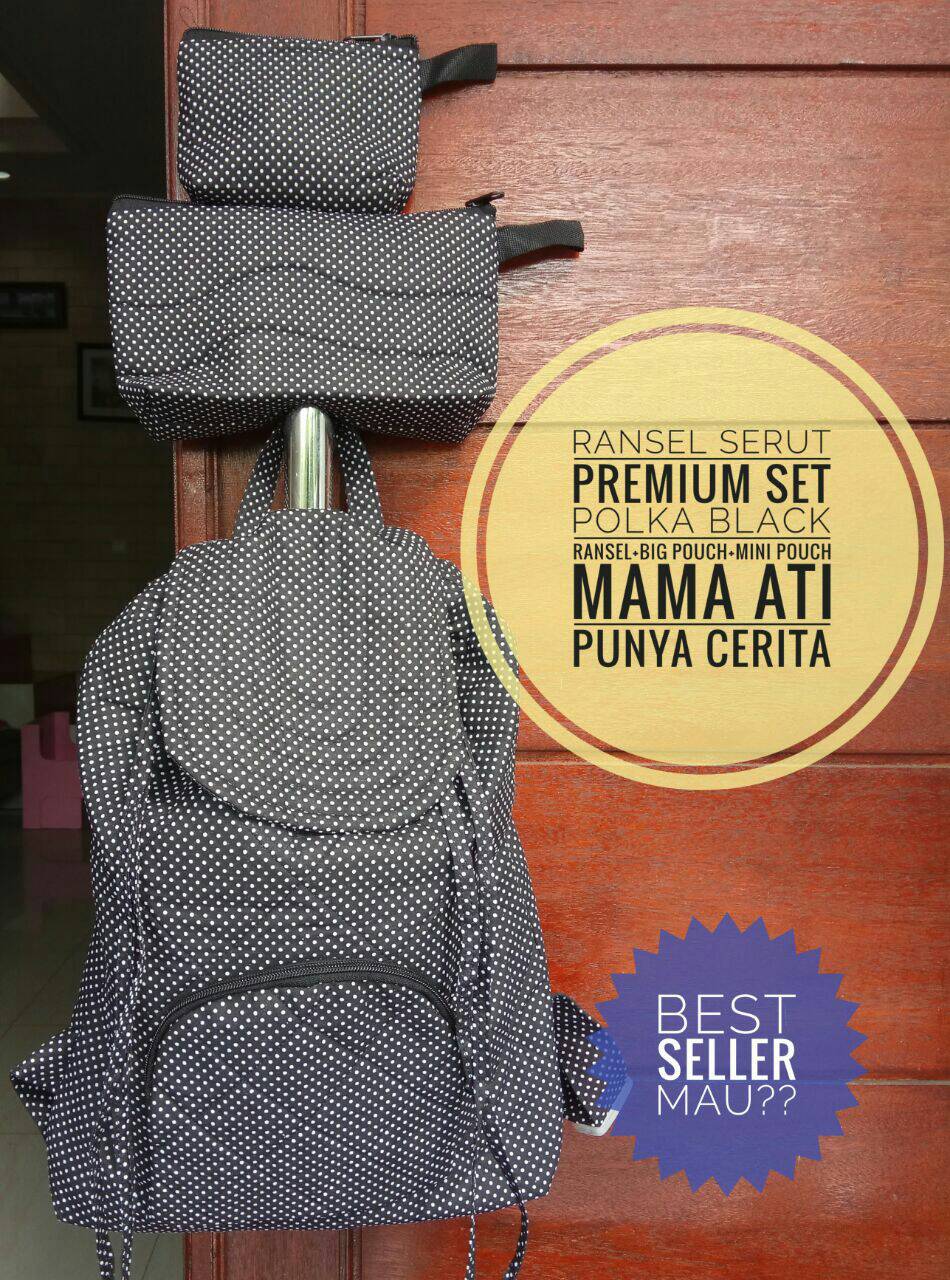 RANSEL SERUT
PREMIUM SET
POLKA BLACK
RANSEL+BIG POUCH+MINI POUCH
MAMA ATI
PUNYA CERITA
BEST
SELLER
MAU??